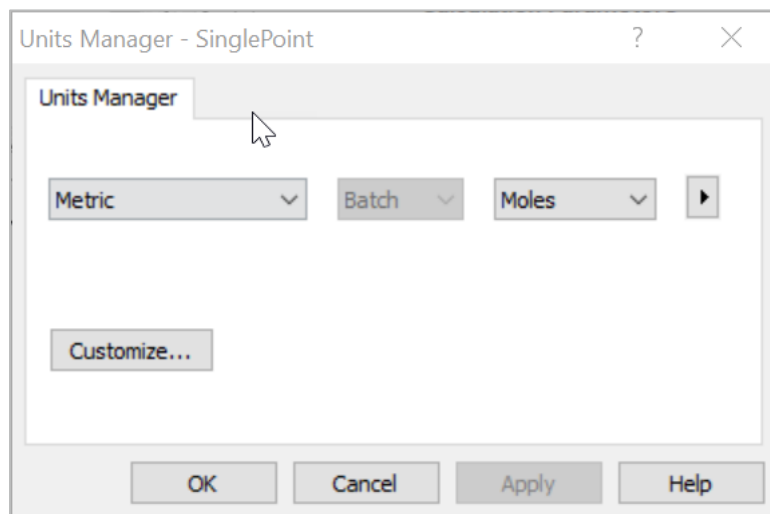 Units Manager - SinglePoint ?
Units Manager
Metric Batch Moles
Customize...
OK Cancel Apply Help